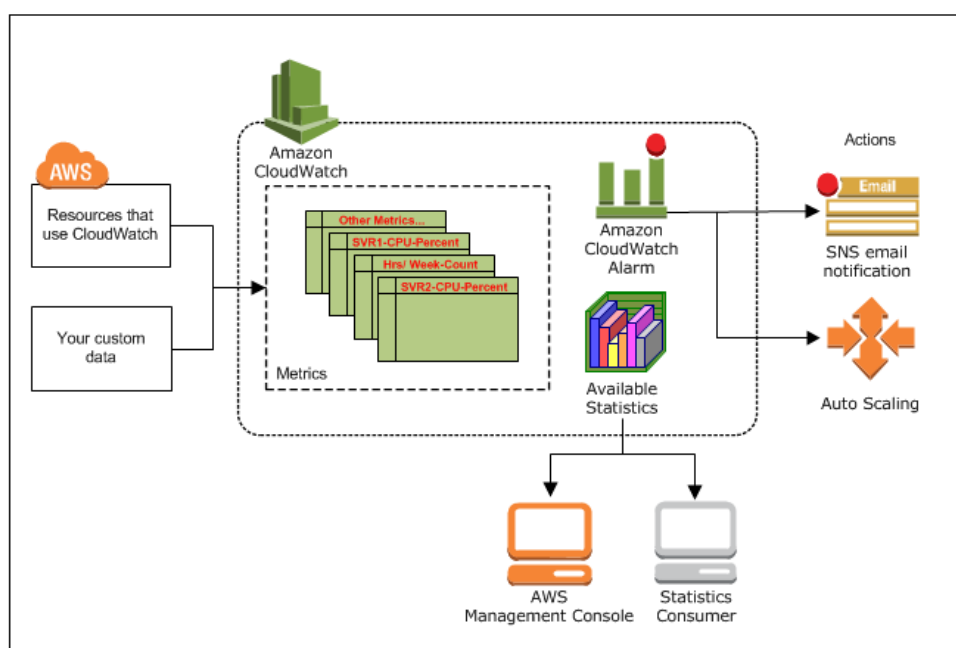 Amazon
CloudWatch
AWS
Resources that
use CloudWatch
Your custom
data
Other Metrics...
SVR1-CPU-Percent
Hrs/ Week-Count
SVR2-CPU-Percent
Metrics
Amazon
CloudWatch
Alarm
Available
Statistics
Actions
Email
SNS email
notification
Auto Scaling
AWS
Management Console
Statistics
Consumer